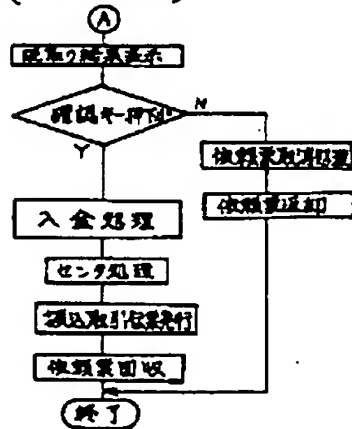 A
読取り結果表示
確認キー押下?
N
Y
依頼票取消処理
依頼票返却
入金処理
センタ処理
振込取引伝票発行
依頼票回収
終了